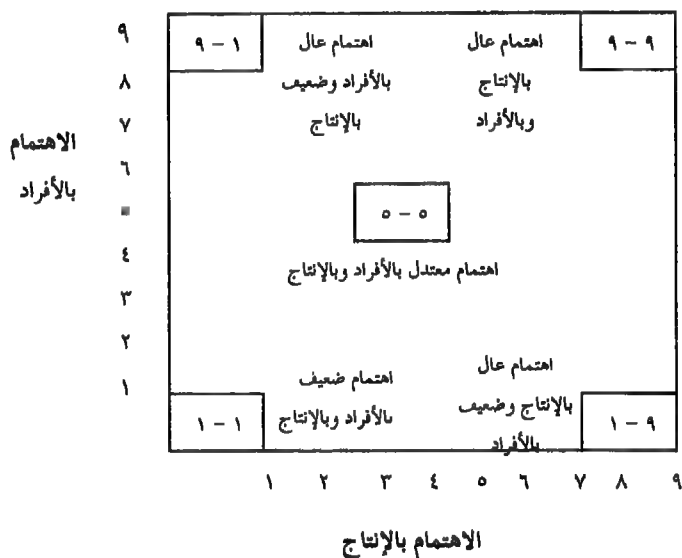 ٩
٨
٧
٦
٤
٣
٢
١
الاهتمام
بالأفراد
٩ – ١
اهتمام عال
بالأفراد وضعيف
بالإنتاج
اهتمام عال
بالإنتاج
وبالأفراد
٩ – ٩
٥ – ٥
اهتمام معتدل بالأفراد وبالإنتاج
١ – ١
اهتمام ضعيف
بالأفراد وبالإنتاج
اهتمام عال
بالإنتاج وضعيف
بالأفراد
١ – ٩
١ ٢ ٣ ٤ ٥ ٦ ٧ ٨ ٩
الاهتمام بالإنتاج